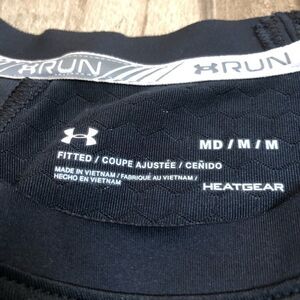 RUN
RUN
MD / M / M
FITTED / COUPE AJUSTÉE / CEÑIDO
MADE IN VIETNAM / FABRIQUÉ AU VIETNAM /
HECHO EN VIETNAM
HEATGEAR